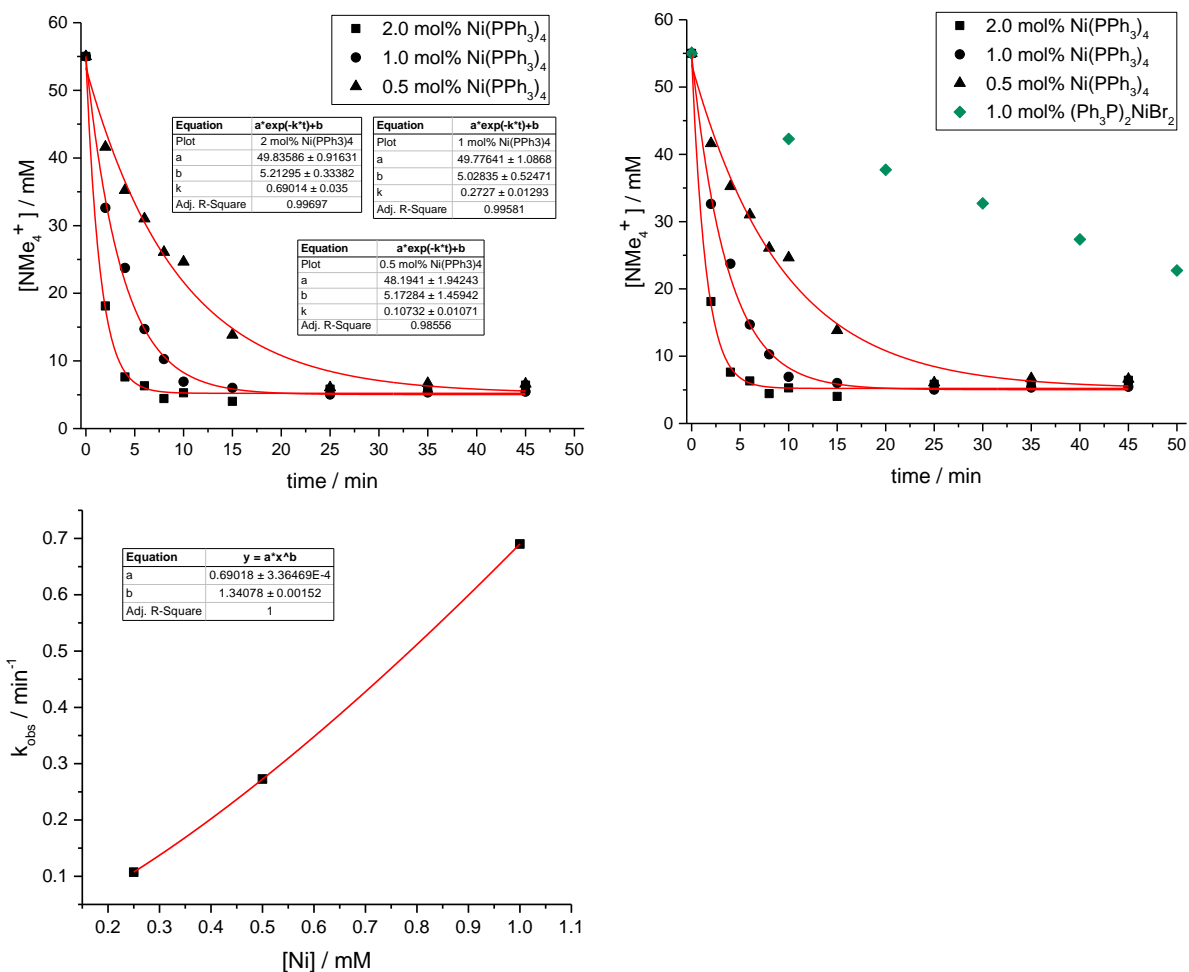 60
50
40
30
20
10
0
[NMe4+] / mM
2.0 mol% Ni(PPh3)4
1.0 mol% Ni(PPh3)4
0.5 mol% Ni(PPh3)4
Equation a*exp(-k*t)+b
Plot 2 mol% Ni(PPh3)4
a 49.83586 ± 0.91631
b 5.21295 ± 0.33382
k 0.69014 ± 0.035
Adj. R-Square 0.99697
Equation a*exp(-k*t)+b
Plot 1 mol% Ni(PPh3)4
a 49.77641 ± 1.0868
b 5.02835 ± 0.52471
k 0.2727 ± 0.01293
Adj. R-Square 0.99581
Equation a*exp(-k*t)+b
Plot 0.5 mol% Ni(PPh3)4
a 48.1941 ± 1.94243
b 5.17284 ± 1.45942
k 0.10732 ± 0.01071
Adj. R-Square 0.98556
0 5 10 15 20 25 30 35 40 45 50
time / min
60
50
40
30
20
10
0
[NMe4+] / mM
2.0 mol% Ni(PPh3)4
1.0 mol% Ni(PPh3)4
0.5 mol% Ni(PPh3)4
1.0 mol% (Ph3P)2NiBr2
0 5 10 15 20 25 30 35 40 45 50
time / min
0.7
0.6
0.5
0.4
0.3
0.2
0.1
kobs / min-1
Equation y = a*x^b
a 0.69018 ± 3.36469E-4
b 1.34078 ± 0.00152
Adj. R-Square 1
0.2 0.3 0.4 0.5 0.6 0.7 0.8 0.9 1.0 1.1
[Ni] / mM